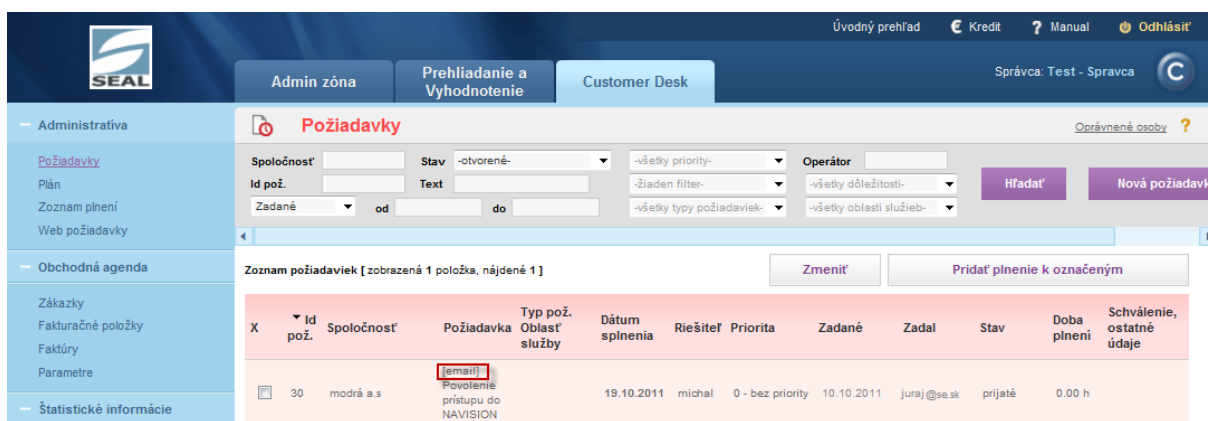 Úvodný prehľad € Kredit ? Manual Odhlásiť
SEAL
Admin zóna
Prehliadanie a
Vyhodnotenie
Customer Desk
Správca: Test - Spravca
Administratíva
Požiadavky
Oprávnené osoby ?
Požiadavky
Plán
Zoznam plnení
Web požiadavky
Spoločnosť Stav -otvorené- -všetky priority- Operátor
Id pož. Text -žiaden filter- -všetky dôležitosti- Hľadať Nová požiadavk
Zadané od do -všetky typy požiadaviek- -všetky oblasti služieb-
Obchodná agenda
Zoznam požiadaviek [ zobrazená 1 položka, nájdené 1 ] Zmeniť Pridať plnenie k označeným
Zákazky
Fakturačné položky
Faktúry
Parametre
Štatistické informácie
X
Id
pož.
Spoločnosť
Požiadavka
Typ pož.
Oblasť
služby
Dátum
splnenia
Riešiteľ
Priorita
Zadané
Zadal
Stav
Doba
plnení
Schválenie,
ostatné
údaje
30 modrá a.s
[email]
Povolenie
prístupu do
NAVISION
19.10.2011 michal 0 - bez priority 10.10.2011 juraj@se.sk prijaté 0.00 h